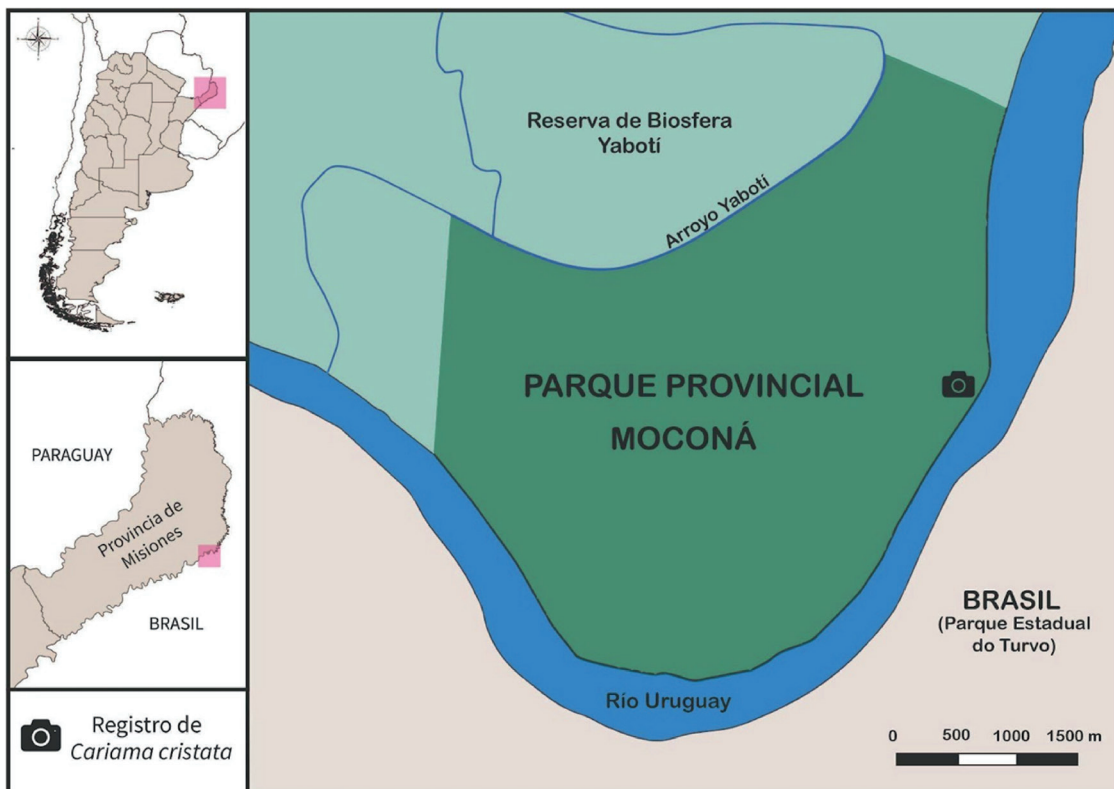 PARAGUAY
Provincia de
Misiones
BRASIL
Registro de
Cariama cristata
Reserva de Biosfera
Yabotí
Arroyo Yabotí
PARQUE PROVINCIAL
MOCONÁ
BRASIL
(Parque Estadual
do Turvo)
Río Uruguay
0 500 1000 1500 m